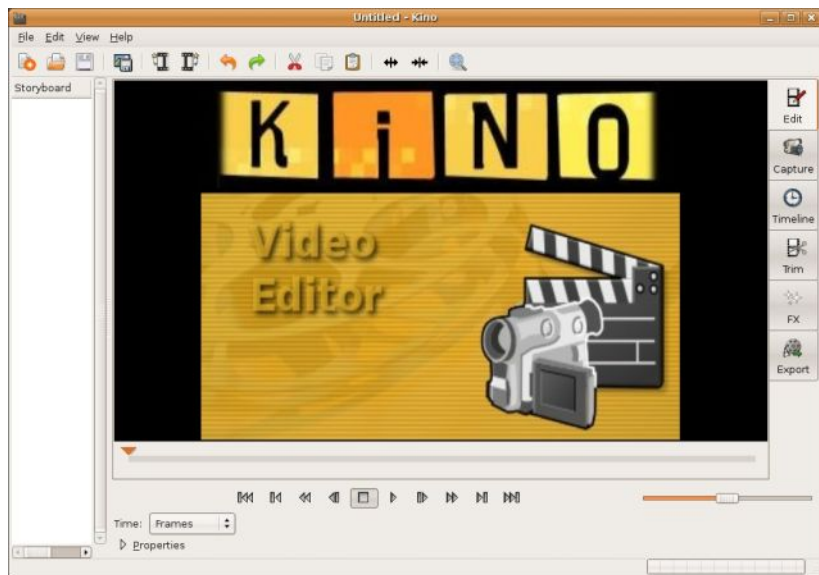 Untitled - Kino
File Edit View Help
Storyboard
KiNO
Video
Editor
Edit
Capture
Timeline
Trim
FX
Export
Time: Frames
Properties